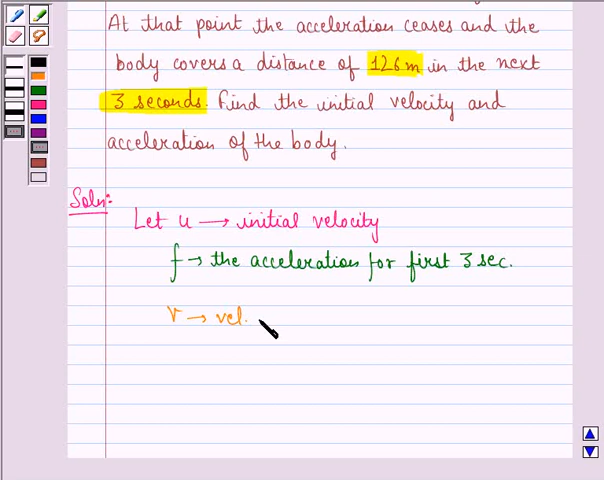 At that point the acceleration ceases and the
body covers a distance of 126 m in the next
3 seconds. Find the initial velocity and
acceleration of the body.
Soln:
Let u → initial velocity
f → the acceleration for first 3 sec.
v → vel.